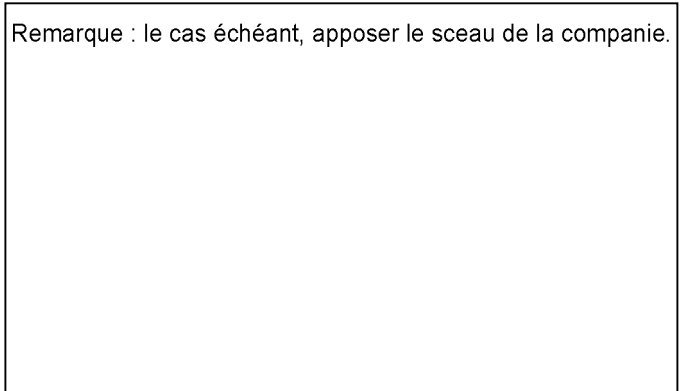 Remarque : le cas échéant, apposer le sceau de la companie.